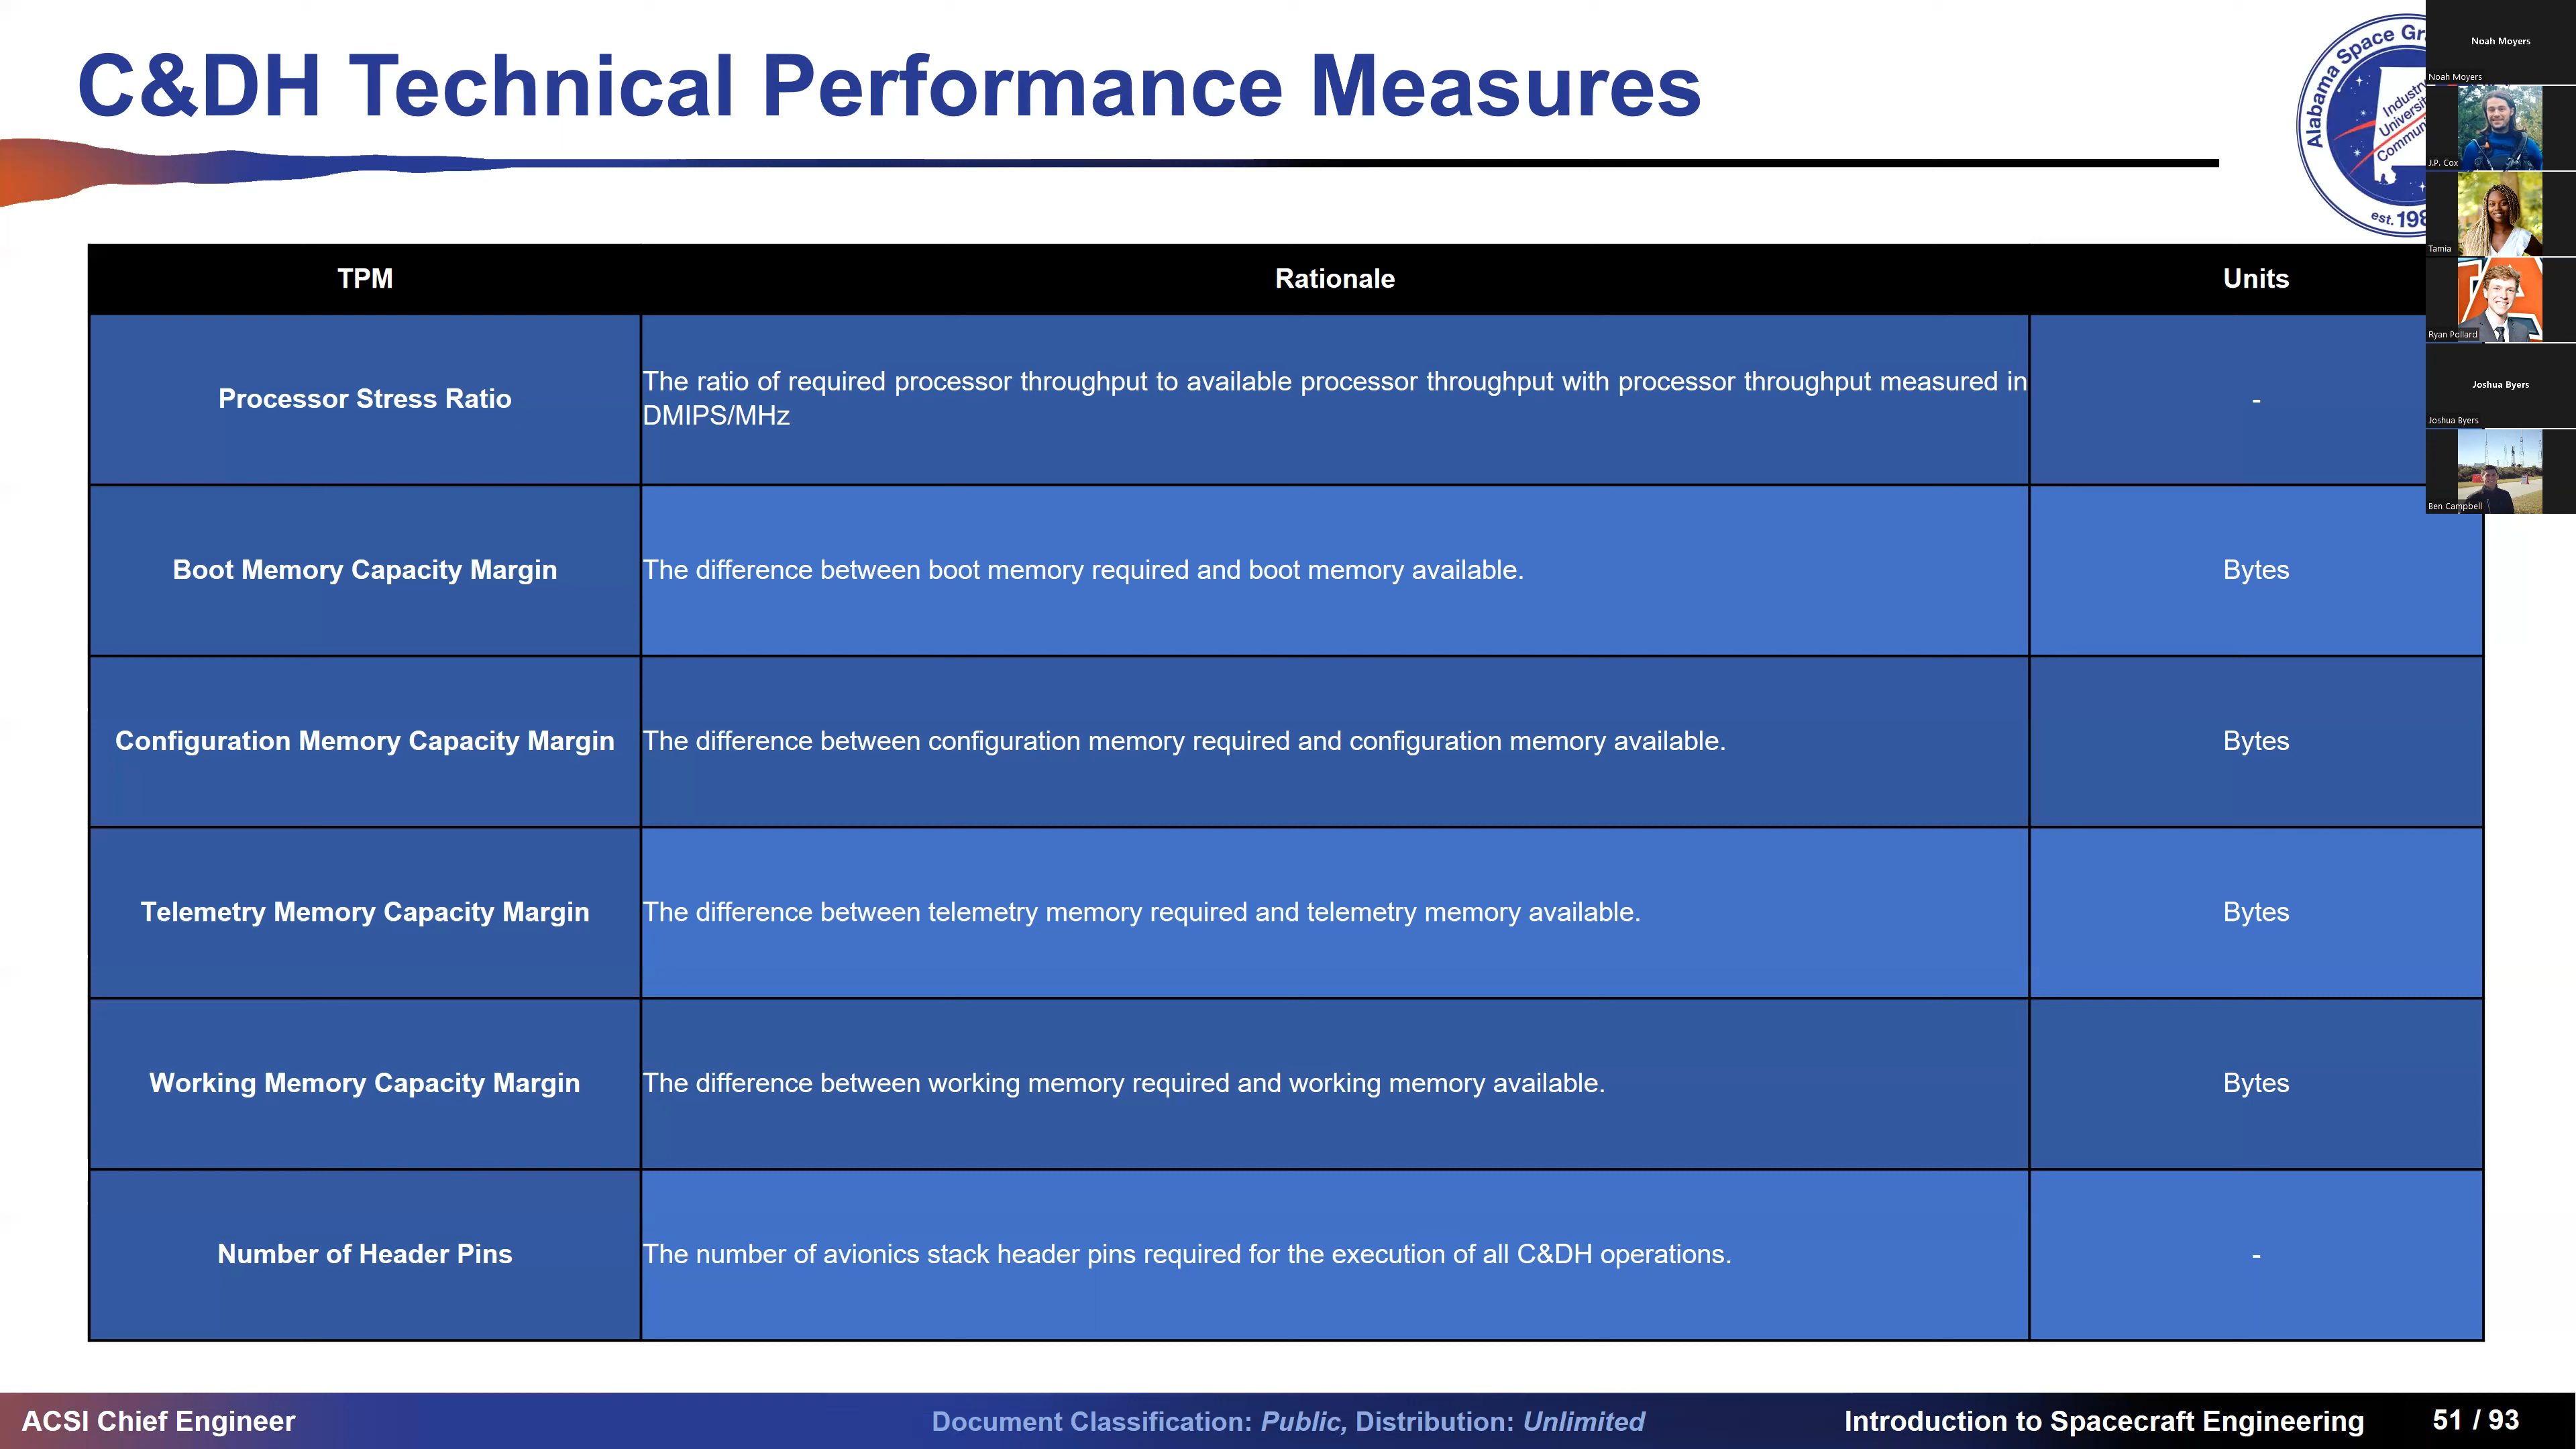 C&DH Technical Performance Measures
Alabama Space
Industry
Communi
est.
Noah Moyers
Noah Moyers
J.P. Cox
Tamia
Ryan Pollard
Joshua Byers
Joshua Byers
Ben Campbell
TPM Rationale Units
Processor Stress Ratio
The ratio of required processor throughput to available processor throughput with processor throughput measured in
DMIPS/MHz
-
Boot Memory Capacity Margin The difference between boot memory required and boot memory available. Bytes
Configuration Memory Capacity Margin The difference between configuration memory required and configuration memory available. Bytes
Telemetry Memory Capacity Margin The difference between telemetry memory required and telemetry memory available. Bytes
Working Memory Capacity Margin The difference between working memory required and working memory available. Bytes
Number of Header Pins The number of avionics stack header pins required for the execution of all C&DH operations. -
ACSI Chief Engineer Document Classification: Public, Distribution: Unlimited Introduction to Spacecraft Engineering 51 / 93